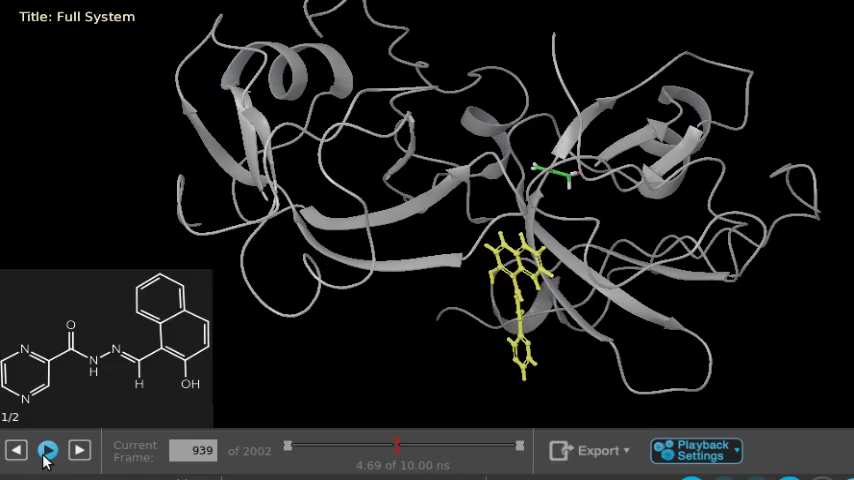 Title: Full System
O
N
N
N
H
N
H
OH
1/2
Current
Frame:
939
of 2002
4.69 of 10.00 ns
Export
Playback
Settings